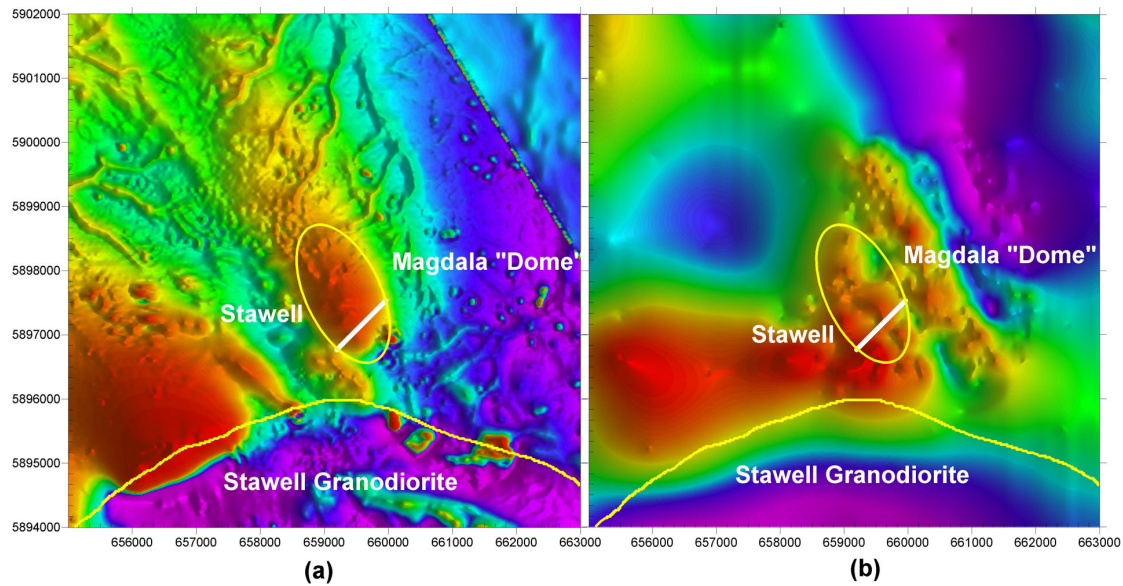 5902000
5901000
5900000
5899000
5898000
5897000
5896000
5895000
5894000
Magdala "Dome"
Stawell
Stawell Granodiorite
656000 657000 658000 659000 660000 661000 662000 663000
(a)
Magdala "Dome"
Stawell
Stawell Granodiorite
656000 657000 658000 659000 660000 661000 662000 663000
(b)